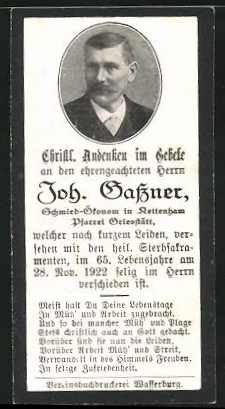 Christl. Andenken im Gebete
an den ehrengeachteten Herrn
Joh. Gaßner,
Schmied-Ökonom in Kettenham
Pfarrei Griesstätt,
welcher nach kurzem Leiden, ver-
sehen mit den heil. Sterbsakra-
menten, im 65. Lebensjahre am
28. Nov. 1922 selig im Herrn
verschieden ist.
Meist hast Du Deine Lebenstage
In Müh' und Arbeit zugebracht.
Und so bei mancher Müh' und Plage
Stets christlich auch an Gott gedacht.
Vorüber sind sie nun die Leiden,
Vorüber Arbeit Müh' und Streit,
Verwandelt in des Himmels Freuden.
In selige Zufriedenheit.
Vereinsbuchdruckerei Wasserburg.